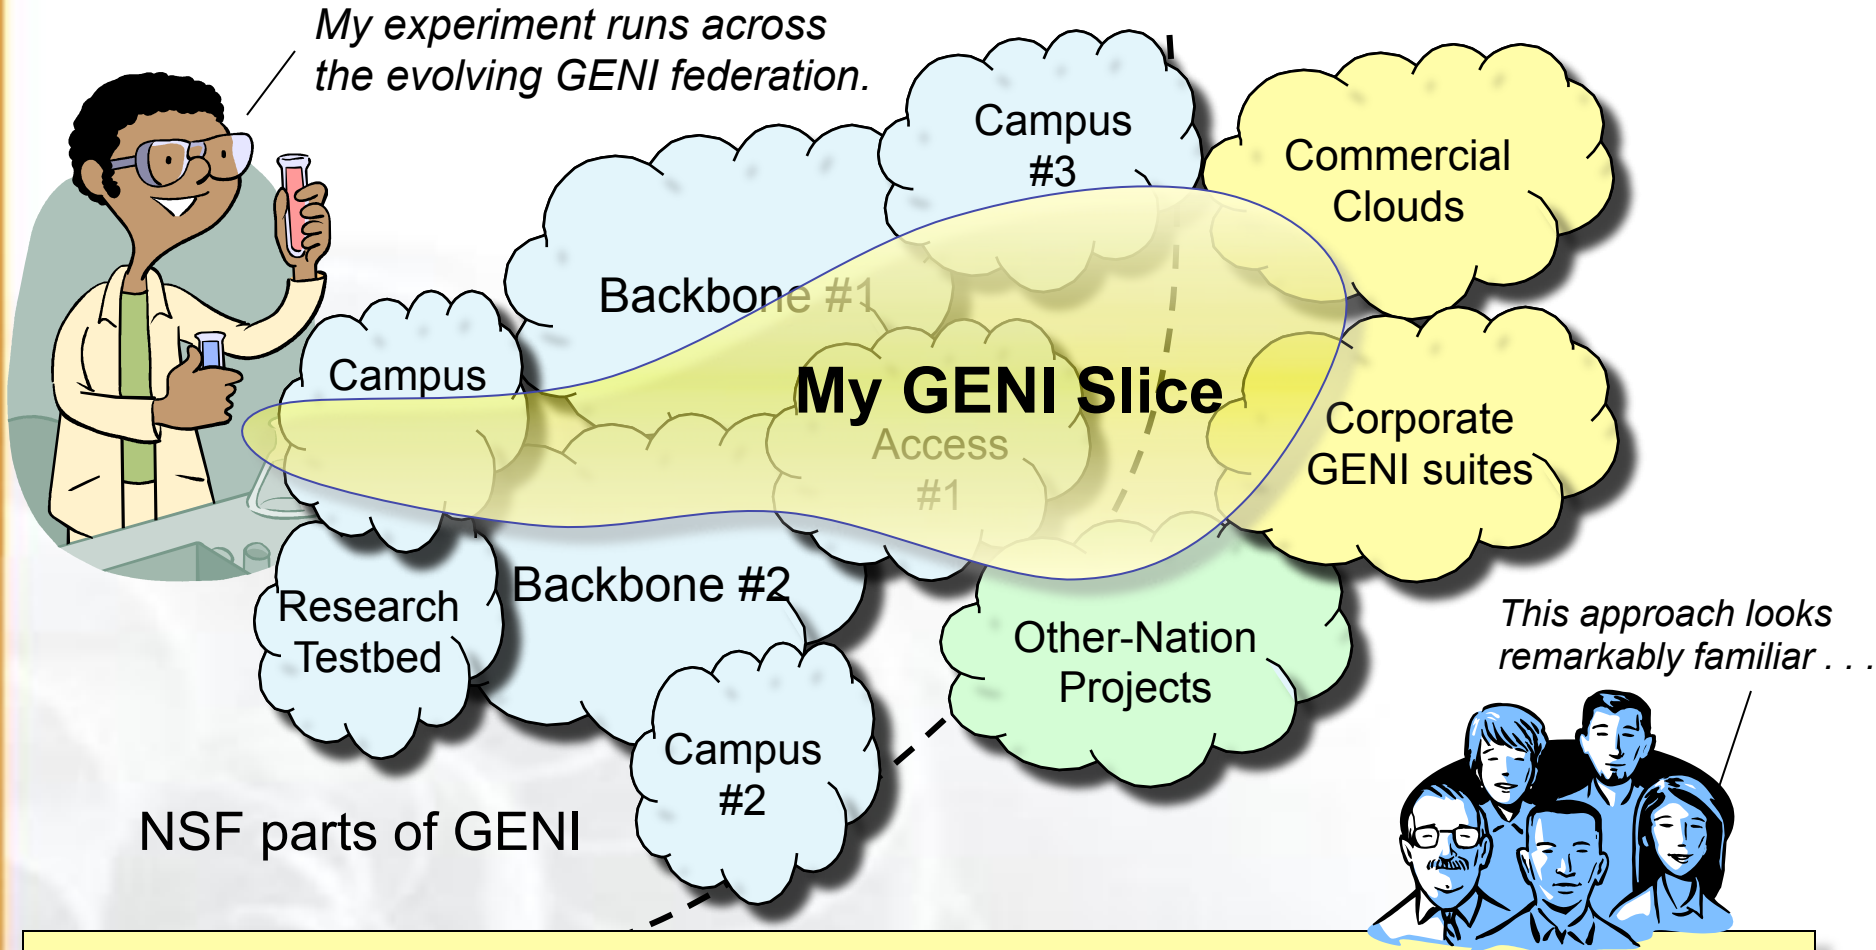 My experiment runs across
the evolving GENI federation.
Campus
#3
Commercial
Clouds
Backbone #1
Campus
My GENI Slice
Access
#1
Corporate
GENI suites
Backbone #2
Research
Testbed
Other-Nation
Projects
This approach looks
remarkably familiar . . .
Campus
#2
NSF parts of GENI